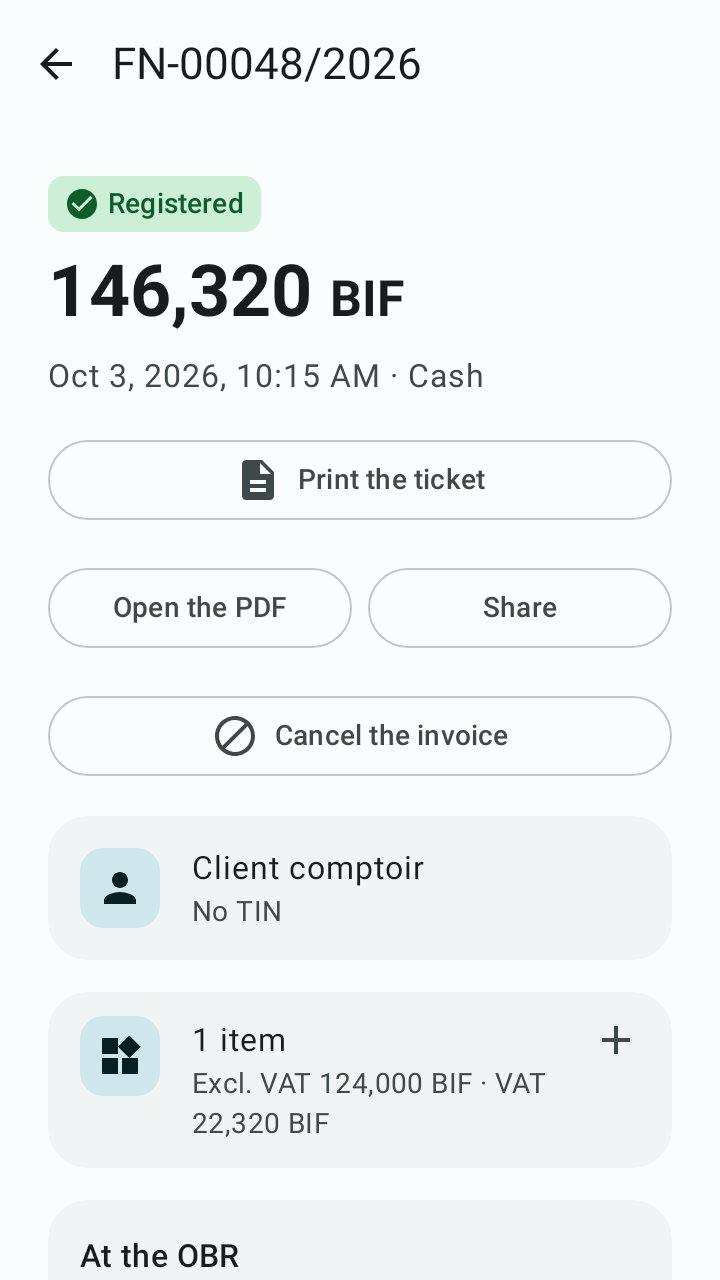 FN-00048/2026
Registered
146,320 BIF
Oct 3, 2026, 10:15 AM · Cash
Print the ticket
Open the PDF
Share
Cancel the invoice
Client comptoir
No TIN
1 item
Excl. VAT 124,000 BIF · VAT
22,320 BIF
At the OBR